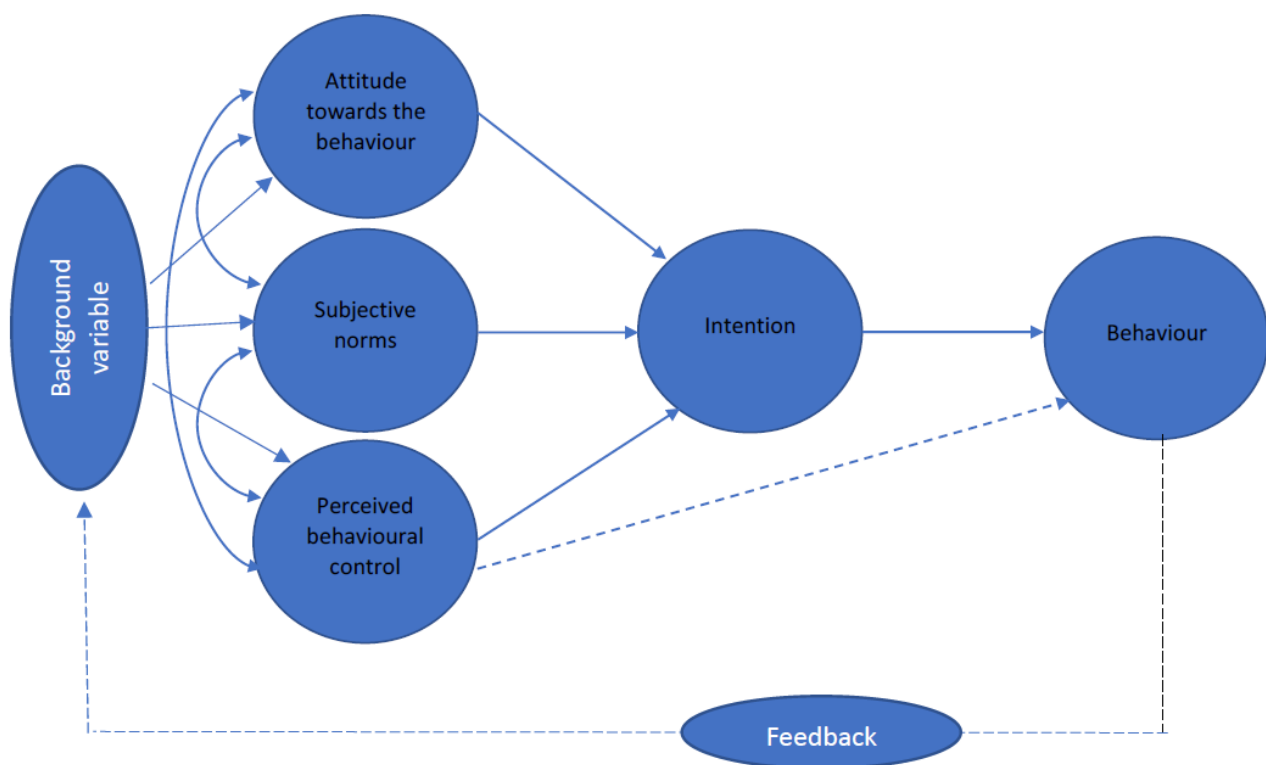 Attitude
towards the
behaviour
Background
variable
Subjective
norms
Intention
Behaviour
Perceived
behavioural
control
Feedback